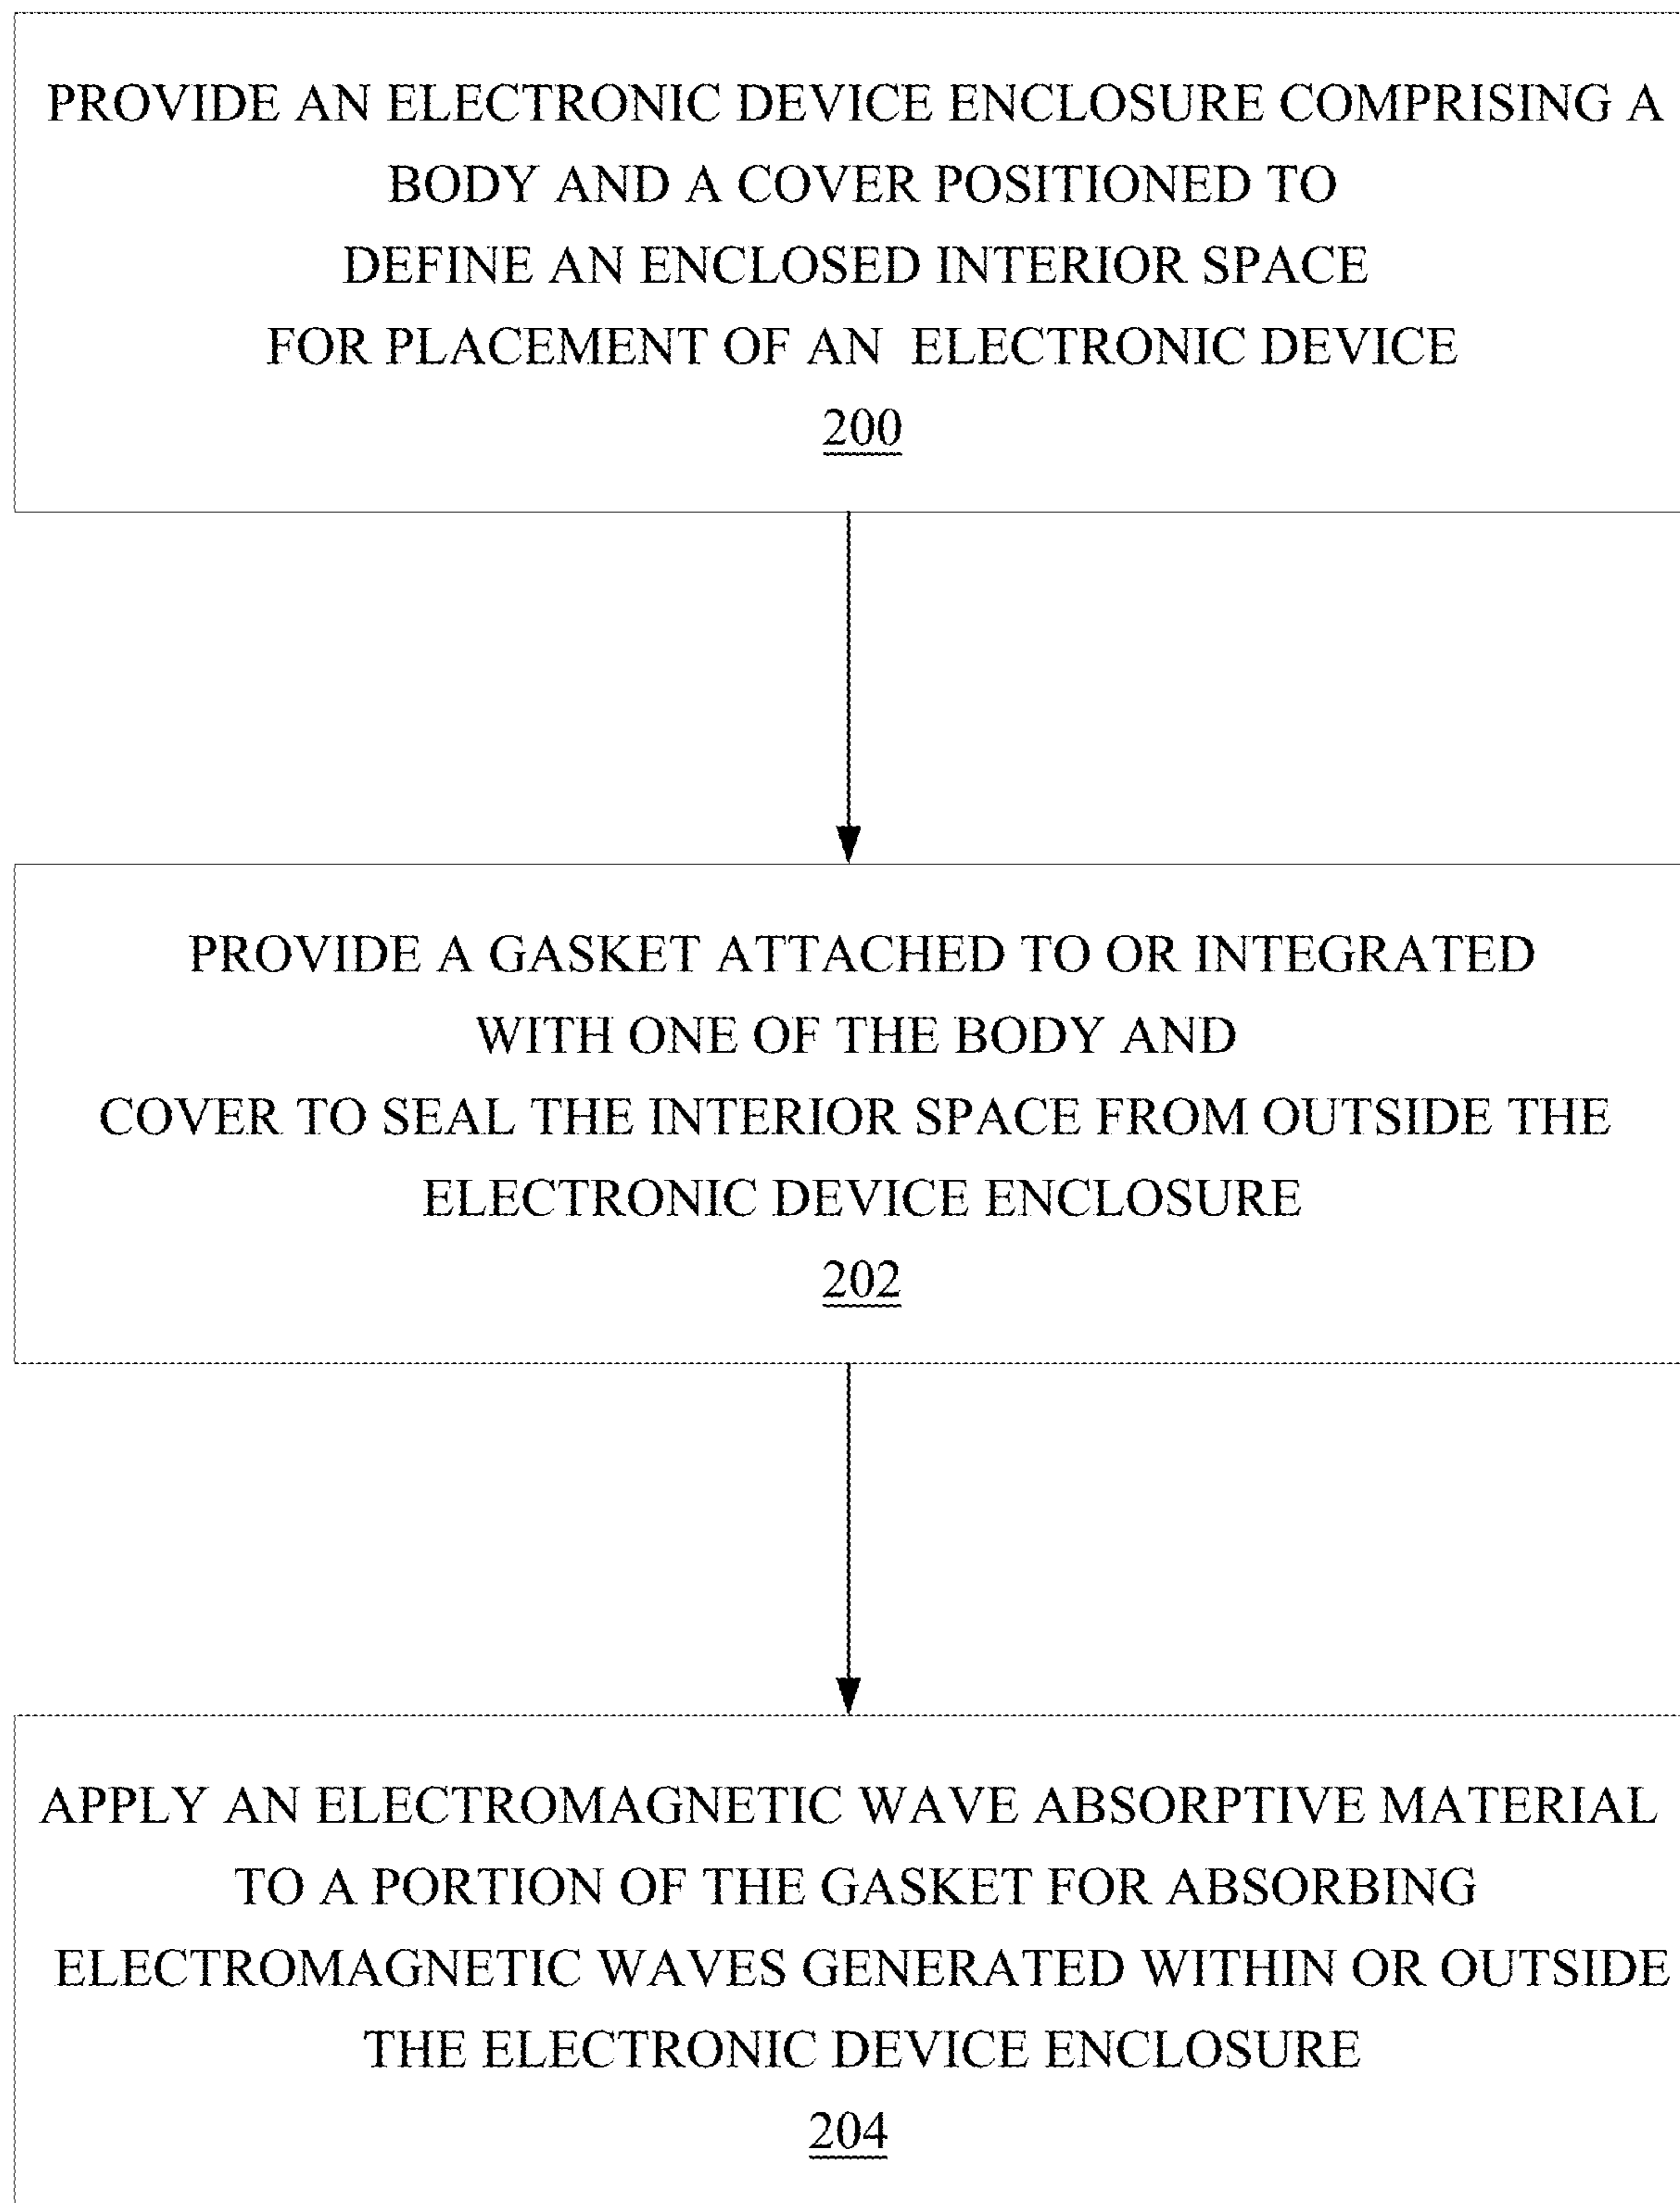 PROVIDE AN ELECTRONIC DEVICE ENCLOSURE COMPRISING A
BODY AND A COVER POSITIONED TO
DEFINE AN ENCLOSED INTERIOR SPACE
FOR PLACEMENT OF AN ELECTRONIC DEVICE
200
PROVIDE A GASKET ATTACHED TO OR INTEGRATED
WITH ONE OF THE BODY AND
COVER TO SEAL THE INTERIOR SPACE FROM OUTSIDE THE
ELECTRONIC DEVICE ENCLOSURE
202
APPLY AN ELECTROMAGNETIC WAVE ABSORPTIVE MATERIAL
TO A PORTION OF THE GASKET FOR ABSORBING
ELECTROMAGNETIC WAVES GENERATED WITHIN OR OUTSIDE
THE ELECTRONIC DEVICE ENCLOSURE
204